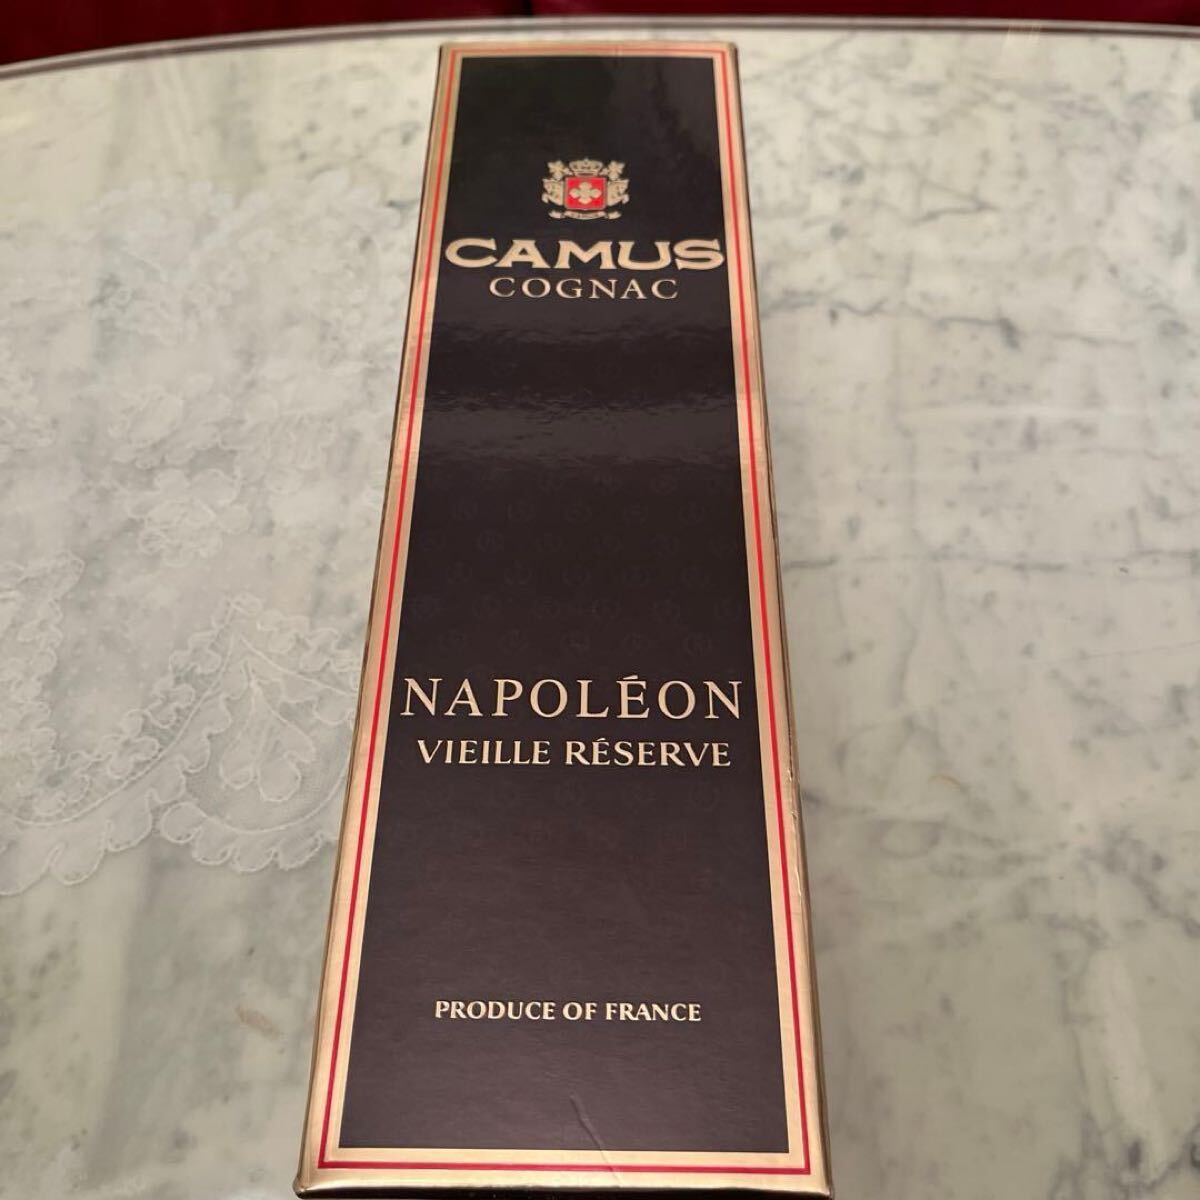 CAMUS
COGNAC
NAPOLÉON
VIEILLE RÉSERVE
PRODUCE OF FRANCE